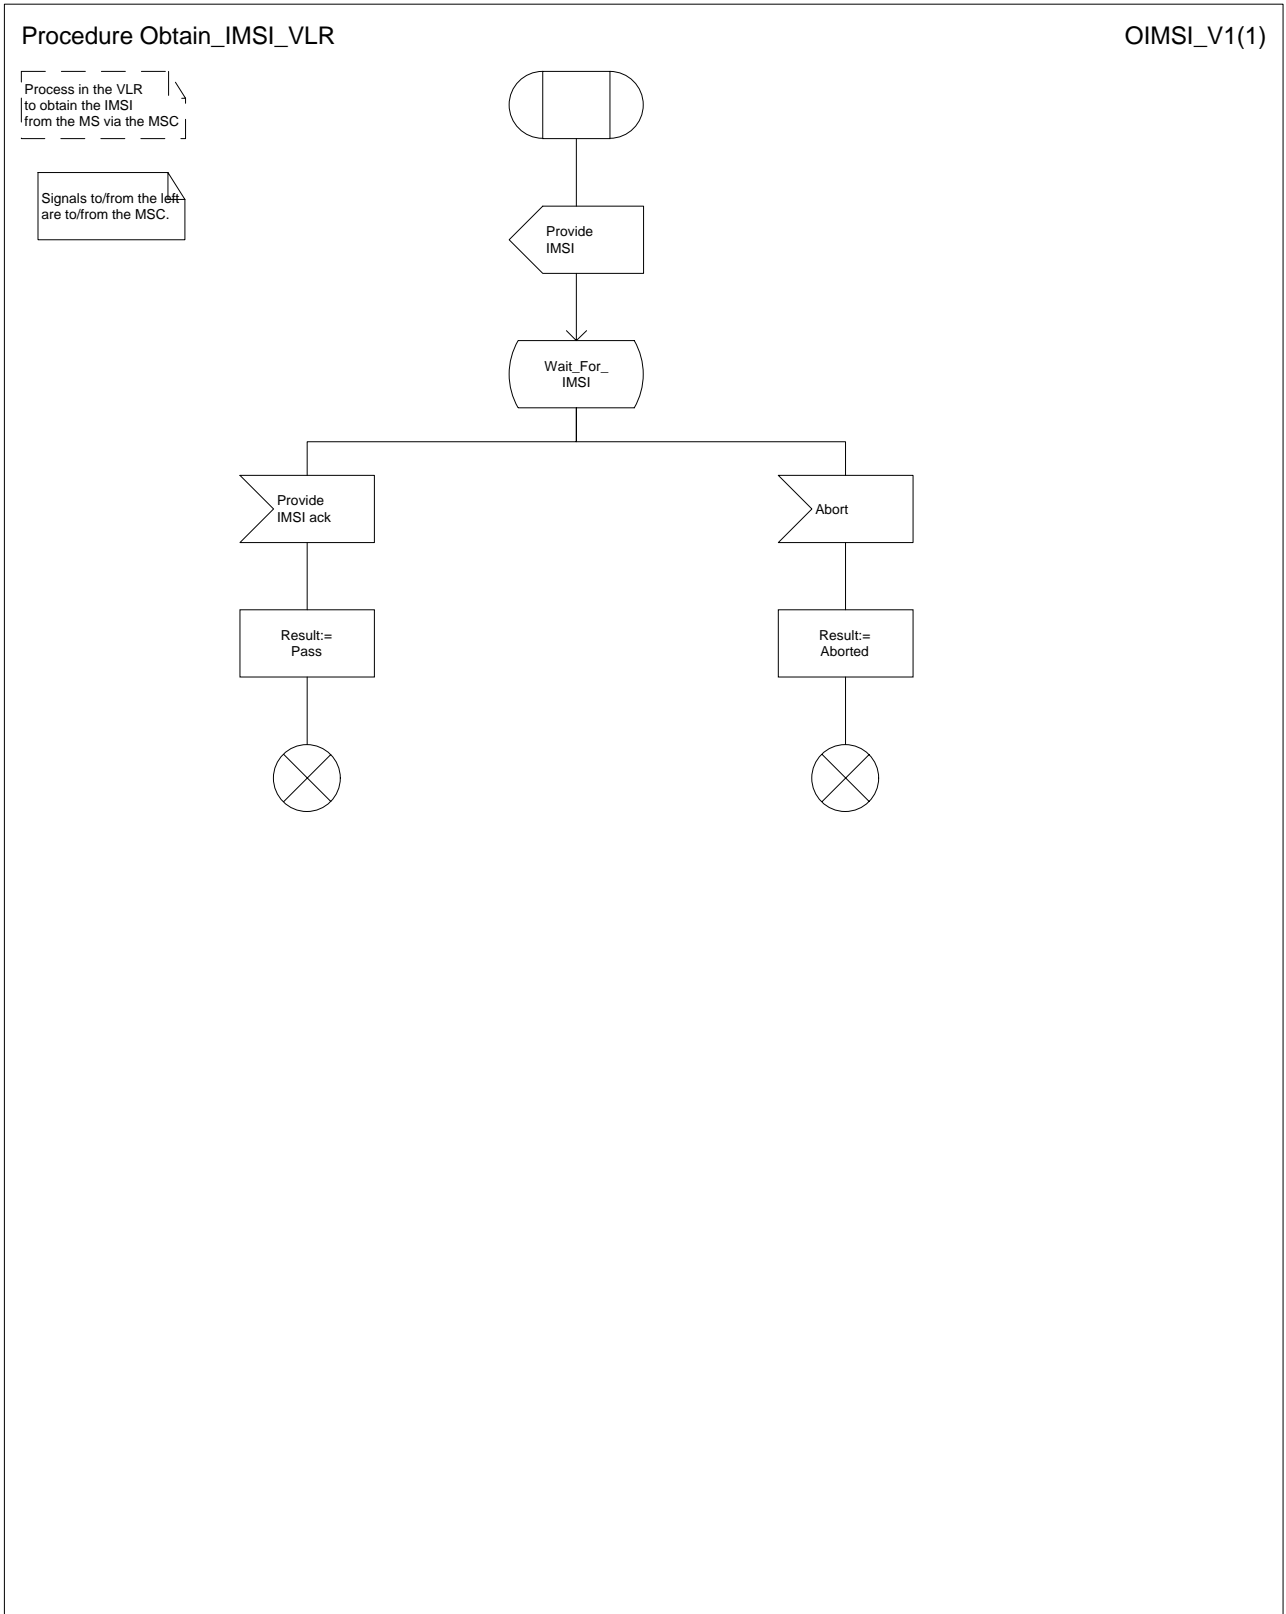 Procedure Obtain_IMSI_VLR
OIMSI_V1(1)
Process in the VLR
to obtain the IMSI
from the MS via the MSC
Signals to/from the left
are to/from the MSC.
Provide
IMSI
Wait_For_
IMSI
Provide
IMSI ack
Abort
Result:=
Pass
Result:=
Aborted